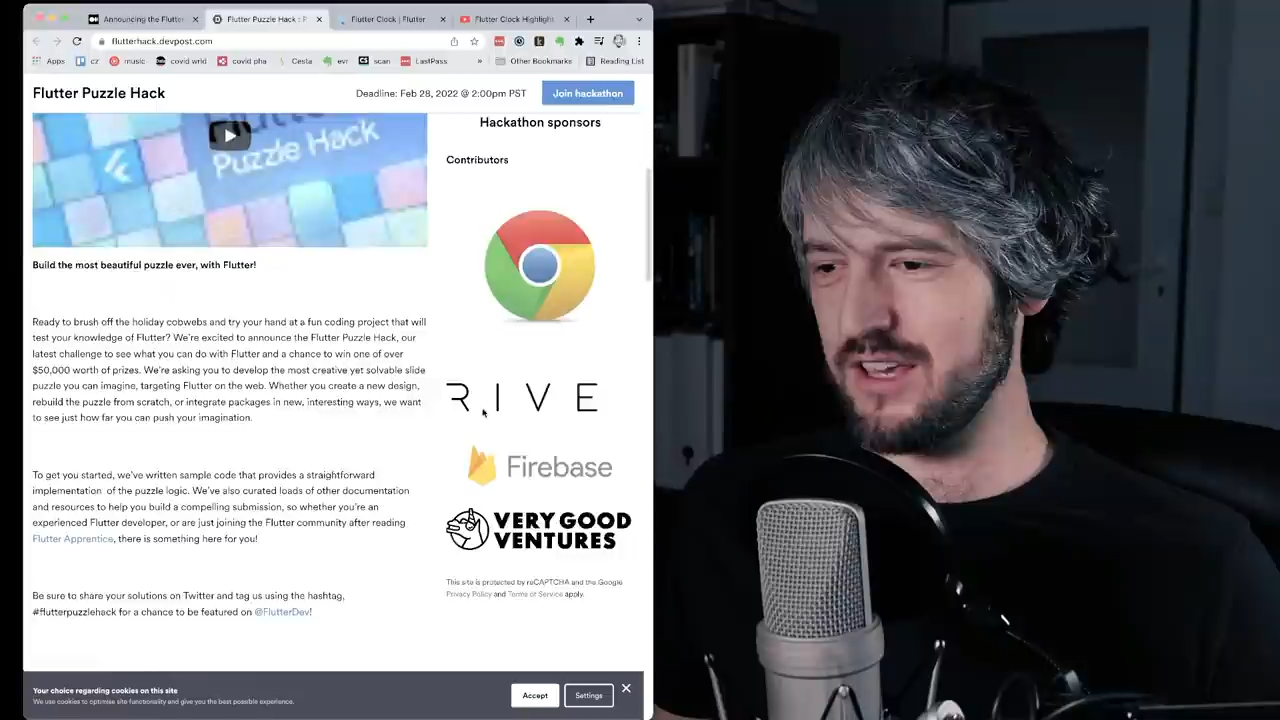 Announcing the Flutter
Flutter Puzzle Hack : P
Flutter Clock | Flutter
Flutter Clock Highlight
flutterhack.devpost.com
Apps
cz
music
covid wrld
covid pha
Cesta
evr
scan
LastPass
»
Other Bookmarks
Reading List
Flutter Puzzle Hack
Deadline: Feb 28, 2022 @ 2:00pm PST
Join hackathon
Puzzle Hack
Build the most beautiful puzzle ever, with Flutter!
Ready to brush off the holiday cobwebs and try your hand at a fun coding project that will
test your knowledge of Flutter? We're excited to announce the Flutter Puzzle Hack, our
latest challenge to see what you can do with Flutter and a chance to win one of over
$50,000 worth of prizes. We're asking you to develop the most creative yet solvable slide
puzzle you can imagine, targeting Flutter on the web. Whether you create a new design,
rebuild the puzzle from scratch, or integrate packages in new, interesting ways, we want
to see just how far you can push your imagination.
To get you started, we've written sample code that provides a straightforward
implementation of the puzzle logic. We've also curated loads of other documentation
and resources to help you build a compelling submission, so whether you're an
experienced Flutter developer, or are just joining the Flutter community after reading
Flutter Apprentice, there is something here for you!
Be sure to share your solutions on Twitter and tag us using the hashtag,
#flutterpuzzlehack for a chance to be featured on @FlutterDev!
Hackathon sponsors
Contributors
RIVE
Firebase
VERY GOOD
VENTURES
This site is protected by reCAPTCHA and the Google
Privacy Policy and Terms of Service apply.
Your choice regarding cookies on this site
We use cookies to optimise site functionality and give you the best possible experience.
Accept
Settings